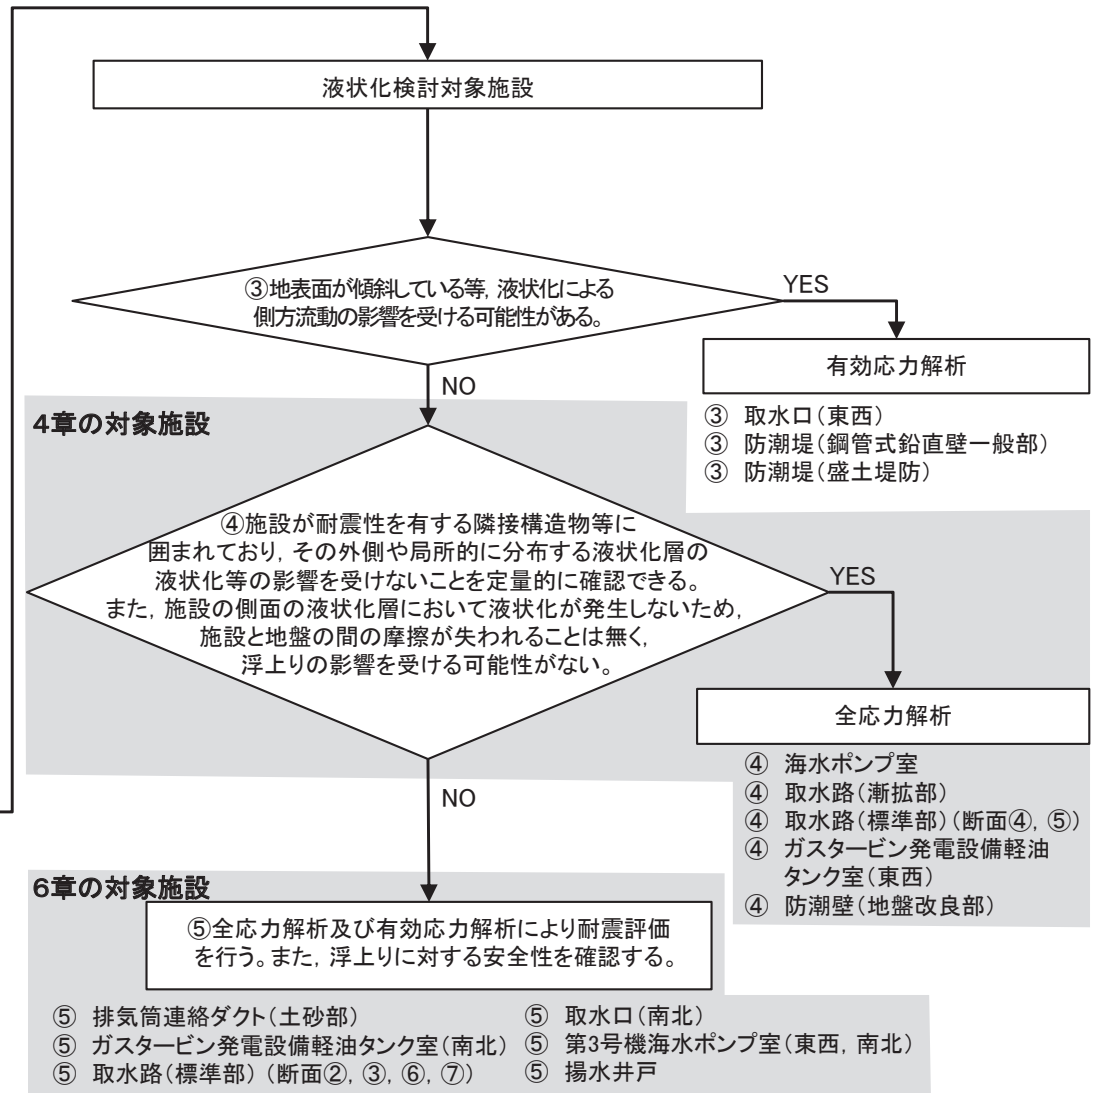 液状化検討対象施設
③地表面が傾斜している等，液状化による
側方流動の影響を受ける可能性がある。
YES
有効応力解析
③ 取水口（東西）
③ 防潮堤（鋼管式鉛直壁一般部）
③ 防潮堤（盛土堤防）
NO
4章の対象施設
④施設が耐震性を有する隣接構造物等に
囲まれており，その外側や局所的に分布する液状化層の
液状化等の影響を受けないことを定量的に確認できる。
また，施設の側面の液状化層において液状化が発生しないため，
施設と地盤の間の摩擦が失われることは無く，
浮上りの影響を受ける可能性がない。
YES
全応力解析
④ 海水ポンプ室
④ 取水路（漸拡部）
④ 取水路（標準部）（断面④，⑤）
④ ガスタービン発電設備軽油
タンク室（東西）
④ 防潮壁（地盤改良部）
NO
6章の対象施設
⑤全応力解析及び有効応力解析により耐震評価
を行う。また，浮上りに対する安全性を確認する。
⑤ 排気筒連絡ダクト（土砂部）
⑤ ガスタービン発電設備軽油タンク室（南北）
⑤ 取水路（標準部）（断面②，③，⑥，⑦）
⑤ 取水口（南北）
⑤ 第3号機海水ポンプ室（東西，南北）
⑤ 揚水井戸